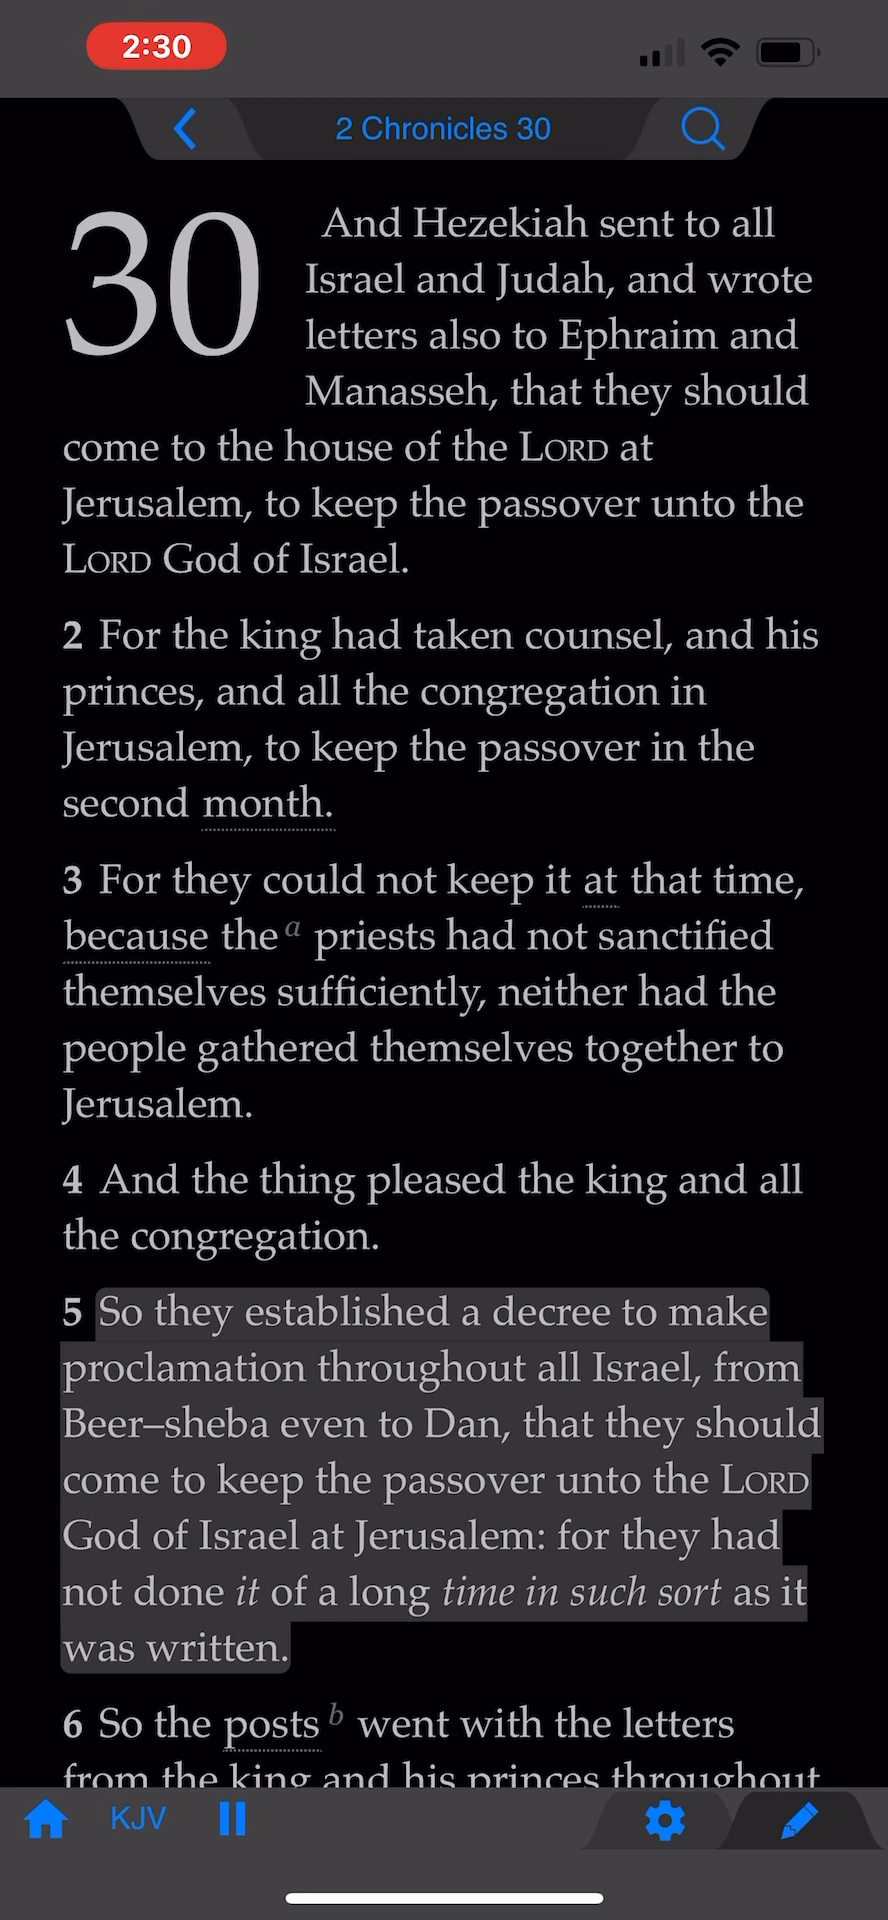 2:30
2 Chronicles 30
30 And Hezekiah sent to all
Israel and Judah, and wrote
letters also to Ephraim and
Manasseh, that they should
come to the house of the LORD at
Jerusalem, to keep the passover unto the
LORD God of Israel.
2 For the king had taken counsel, and his
princes, and all the congregation in
Jerusalem, to keep the passover in the
second month.
3 For they could not keep it at that time,
because the a priests had not sanctified
themselves sufficiently, neither had the
people gathered themselves together to
Jerusalem.
4 And the thing pleased the king and all
the congregation.
5 So they established a decree to make
proclamation throughout all Israel, from
Beer–sheba even to Dan, that they should
come to keep the passover unto the LORD
God of Israel at Jerusalem: for they had
not done it of a long time in such sort as it
was written.
6 So the posts b went with the letters
from the king and his princes throughout
KJV